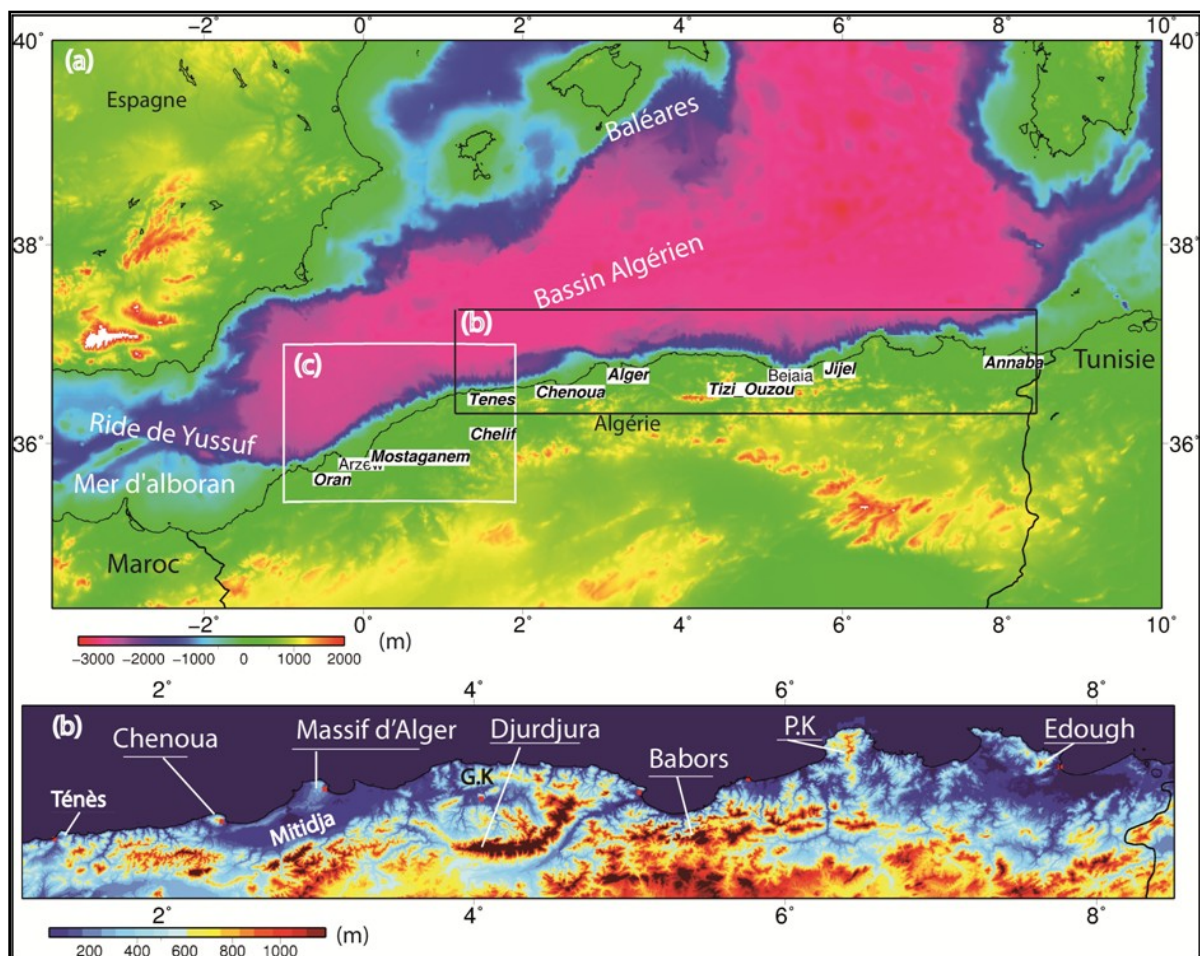 −2° 0 2 4 6° 8 10°
40° (a) 40°
Espagne
Baléares
38° 38°
Bassin Algérien
(b)
(c)
Tunisie
Alger Jijel Annaba
Bejaia
Tenes Chenoua Tizi_Ouzou
Algérie
Ride de Yussuf Chelif
36° 36°
Arzew Mostaganem
Oran
Mer d'alboran
Maroc
−2° 0 2 4 6° 8° 10°
(m)
−3000 −2000 −1000 0 1000 2000
2° 4° 6° 8°
(b) Massif d’Alger Djurdjura P.K Edough
Chenoua
Babors
G.K
Ténès
Mitidja
2° 4° 6° 8°
(m)
200 400 600 800 1000